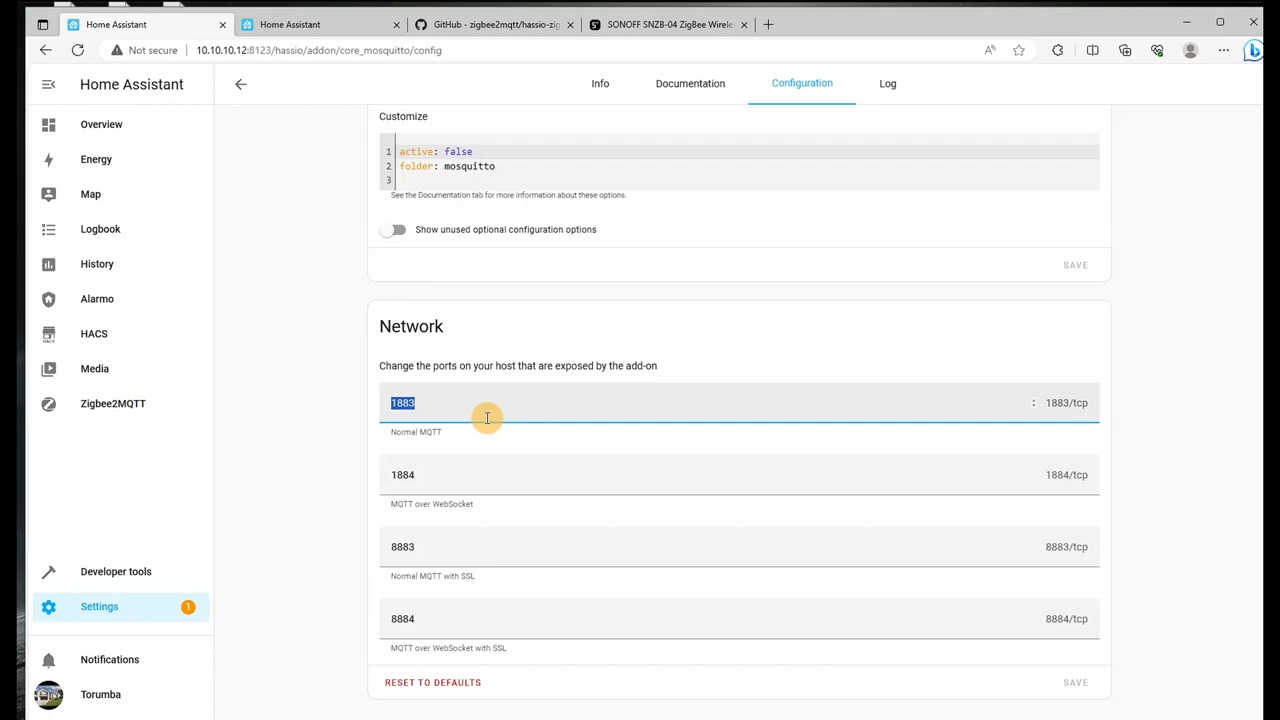 Home Assistant
Home Assistant
GitHub - zigbee2mqtt/hassio-zig
SONOFF SNZB-04 ZigBee Wirele
Not secure
10.10.10.12:8123/hassio/addon/core_mosquitto/config
Home Assistant
Info
Documentation
Configuration
Log
Overview
Energy
Map
Logbook
History
Alarmo
HACS
HACS
Media
Zigbee2MQTT
Developer tools
Settings
1
Notifications
Torumba
Customize
1 active: false
2 folder: mosquitto
3
See the Documentation tab for more information about these options.
Show unused optional configuration options
SAVE
Network
Change the ports on your host that are exposed by the add-on
1883 1883/tcp
Normal MQTT
1884 1884/tcp
MQTT over WebSocket
8883 8883/tcp
Normal MQTT with SSL
8884 8884/tcp
MQTT over WebSocket with SSL
RESET TO DEFAULTS
SAVE